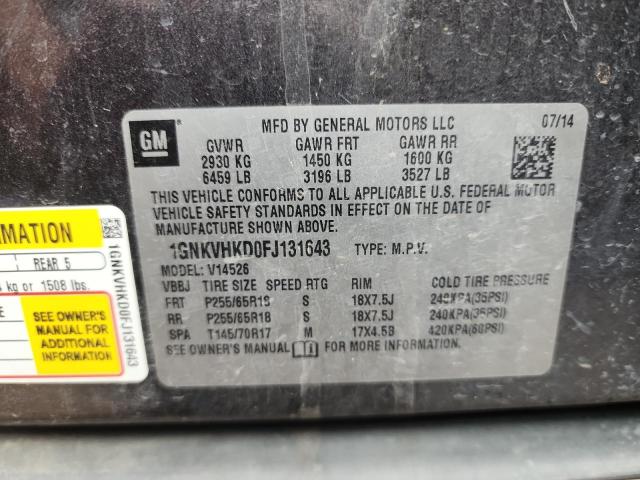 GM ®
MFD BY GENERAL MOTORS LLC 07/14
GVWR GAWR FRT GAWR RR
2930 KG 1450 KG 1600 KG
6459 LB 3196 LB 3527 LB
THIS VEHICLE CONFORMS TO ALL APPLICABLE U.S. FEDERAL MOTOR
VEHICLE SAFETY STANDARDS IN EFFECT ON THE DATE OF
MANUFACTURE SHOWN ABOVE.
1GNKVHKD0FJ131643 TYPE: M.P.V.
MODEL: V14526
VBBJ TIRE SIZE SPEED RTG RIM COLD TIRE PRESSURE
FRT P255/65R18 S 18X7.5J 240KPA(35PSI)
RR P255/65R18 S 18X7.5J 240KPA(35PSI)
SPA T145/70R17 M 17X4.5B 420KPA(60PSI)
SEE OWNER'S MANUAL FOR MORE INFORMATION.
RMATION
REAR 5
kg or 1508 lbs.
SEE OWNER'S
MANUAL FOR
ADDITIONAL
INFORMATION
1GNKVHKD0FJ131643